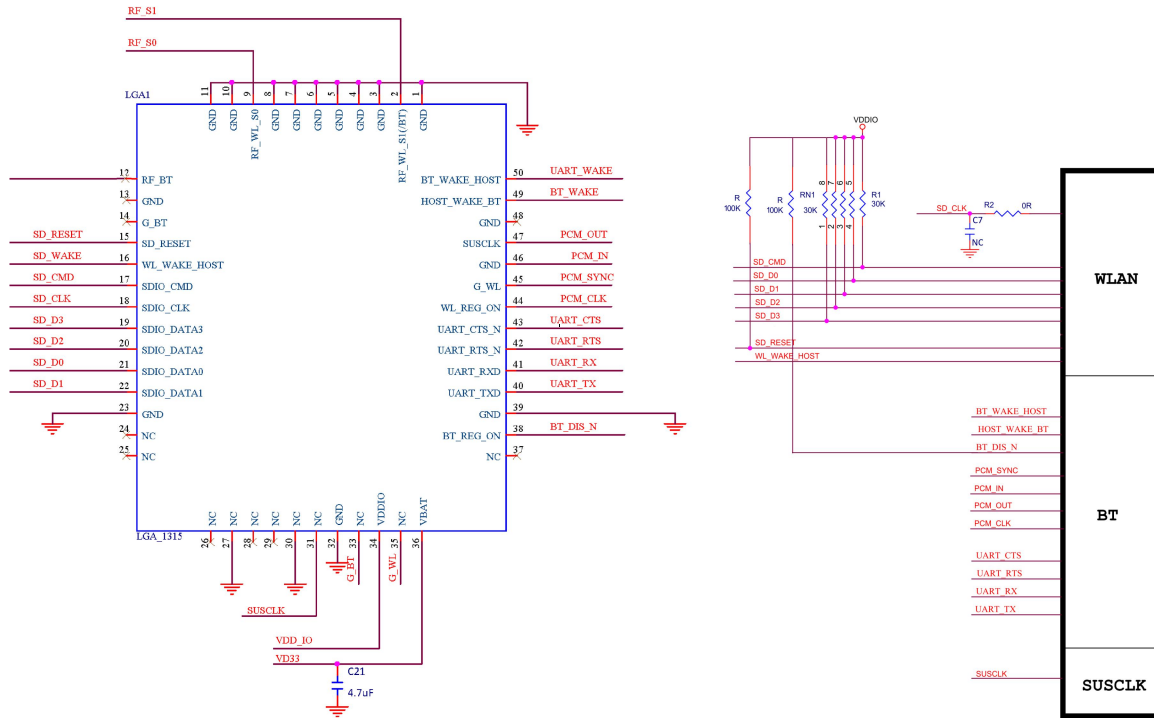 RF_S1
RF_S0
LGA1
11 10 9 8 7 6 5 4 3 2 1
GND GND RF_WL_S0 GND GND GND GND GND GND RF_WL_S1(/BT) GND
12 RF_BT
13 GND
14 G_BT
SD_RESET 15 SD_RESET
SD_WAKE 16 WL_WAKE_HOST
SD_CMD 17 SDIO_CMD
SD_CLK 18 SDIO_CLK
SD_D3 19 SDIO_DATA3
SD_D2 20 SDIO_DATA2
SD_D0 21 SDIO_DATA0
SD_D1 22 SDIO_DATA1
23 GND
24 NC
25 NC
BT_WAKE_HOST 50 UART_WAKE
HOST_WAKE_BT 49 BT_WAKE
GND 48
SUSCLK 47 PCM_OUT
GND 46 PCM_IN
G_WL 45 PCM_SYNC
WL_REG_ON 44 PCM_CLK
UART_CTS_N 43 UART_CTS
UART_RTS_N 42 UART_RTS
UART_RXD 41 UART_RX
UART_TXD 40 UART_TX
GND 39
BT_REG_ON 38 BT_DIS_N
NC 37
NC NC NC NC NC NC GND NC VDDIO NC VBAT
26 27 28 29 30 31 32 33 34 35 36
LGA_1315
G_BT
G_WL
SUSCLK
VDD_IO
VD33
C21
4.7uF
VDDIO
R
100K
R
100K
RN1
30K
8 7 6 5
1 2 3 4
R1
30K
SD_CLK
R2
0R
C7
NC
SD_CMD
SD_D0
SD_D1
SD_D2
SD_D3
SD_RESET
WL_WAKE_HOST
WLAN
BT_WAKE_HOST
HOST_WAKE_BT
BT_DIS_N
PCM_SYNC
PCM_IN
PCM_OUT
PCM_CLK
BT
UART_CTS
UART_RTS
UART_RX
UART_TX
SUSCLK
SUSCLK